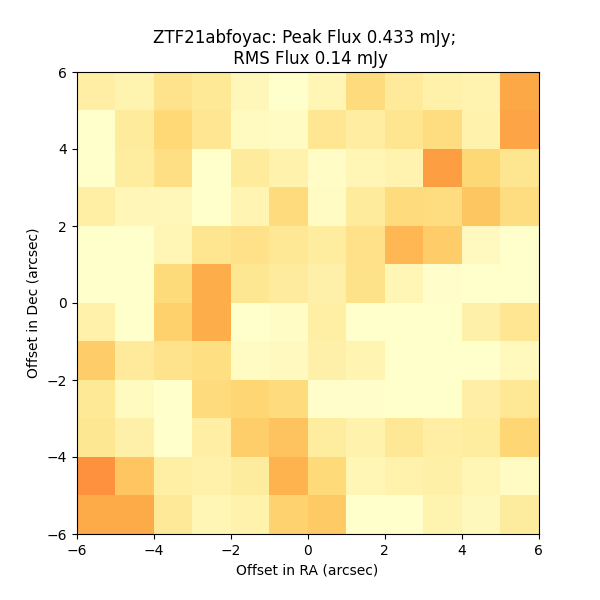 ZTF21abfoyac: Peak Flux 0.433 mJy;
RMS Flux 0.14 mJy
6
4
2
0
−2
−4
−6
Offset in Dec (arcsec)
−6 −4 −2 0 2 4 6
Offset in RA (arcsec)